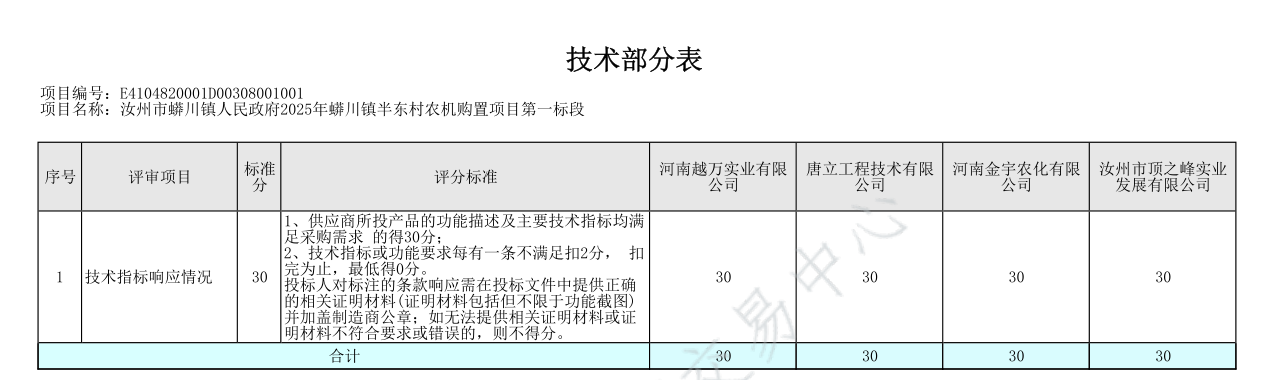 技术部分表
项目编号：E4104820001D00308001001
项目名称：汝州市蟒川镇人民政府2025年蟒川镇半东村农机购置项目第一标段
序号
评审项目
标准
分
评分标准
河南越万实业有限
公司
唐立工程技术有限
公司
河南金宇农化有限
公司
汝州市顶之峰实业
发展有限公司
1
技术指标响应情况
30
1、供应商所投产品的功能描述及主要技术指标均满
足采购需求 的得30分；
2、技术指标或功能要求每有一条不满足扣2分， 扣
完为止，最低得0分。
投标人对标注的条款响应需在投标文件中提供正确
的相关证明材料(证明材料包括但不限于功能截图)
并加盖制造商公章；如无法提供相关证明材料或证
明材料不符合要求或错误的，则不得分。
30
30
30
30
合计
30
30
30
30
交易中心